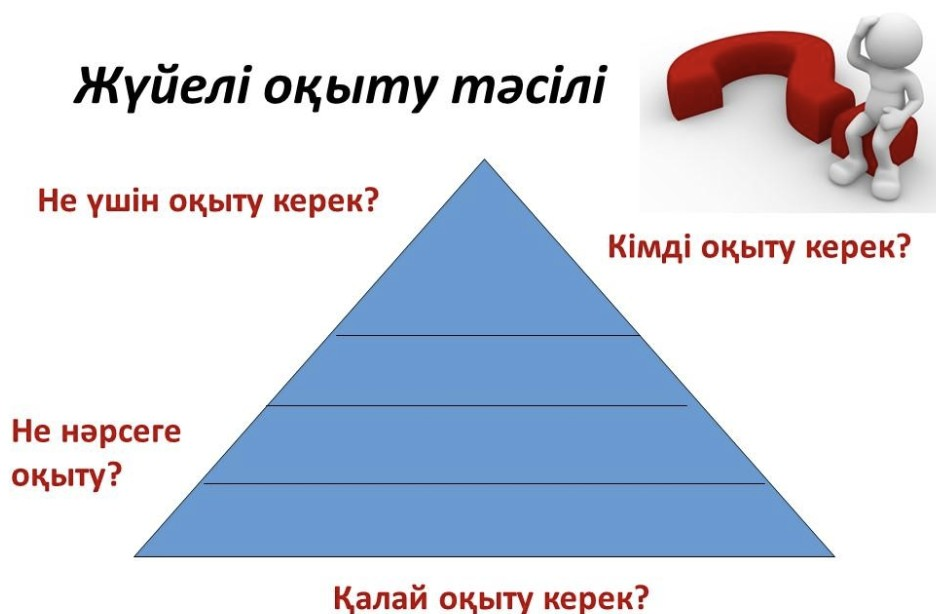 Жүйелі оқыту тәсілі
Не үшін оқыту керек?
Кімді оқыту керек?
Не нәрсеге
оқыту?
Қалай оқыту керек?